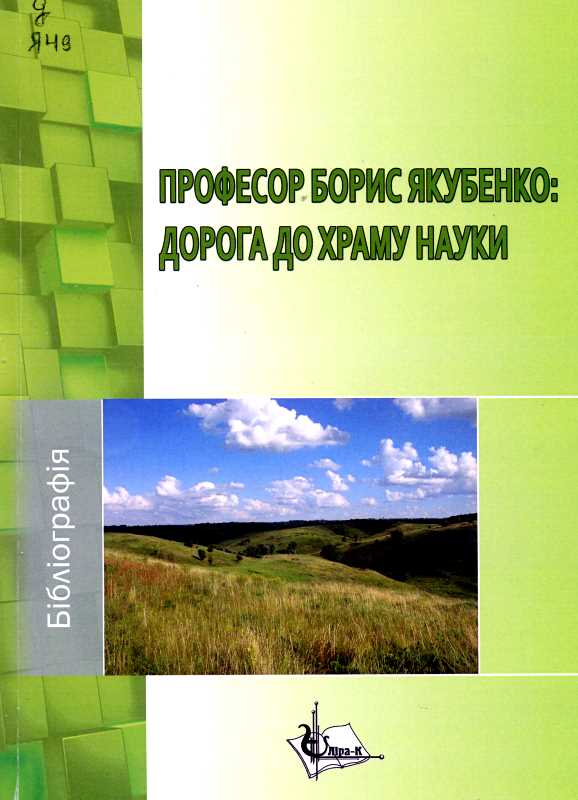 Я49
ПРОФЕСОР БОРИС ЯКУБЕНКО:
ДОРОГА ДО ХРАМУ НАУКИ
Бібліографія
Ліра-К